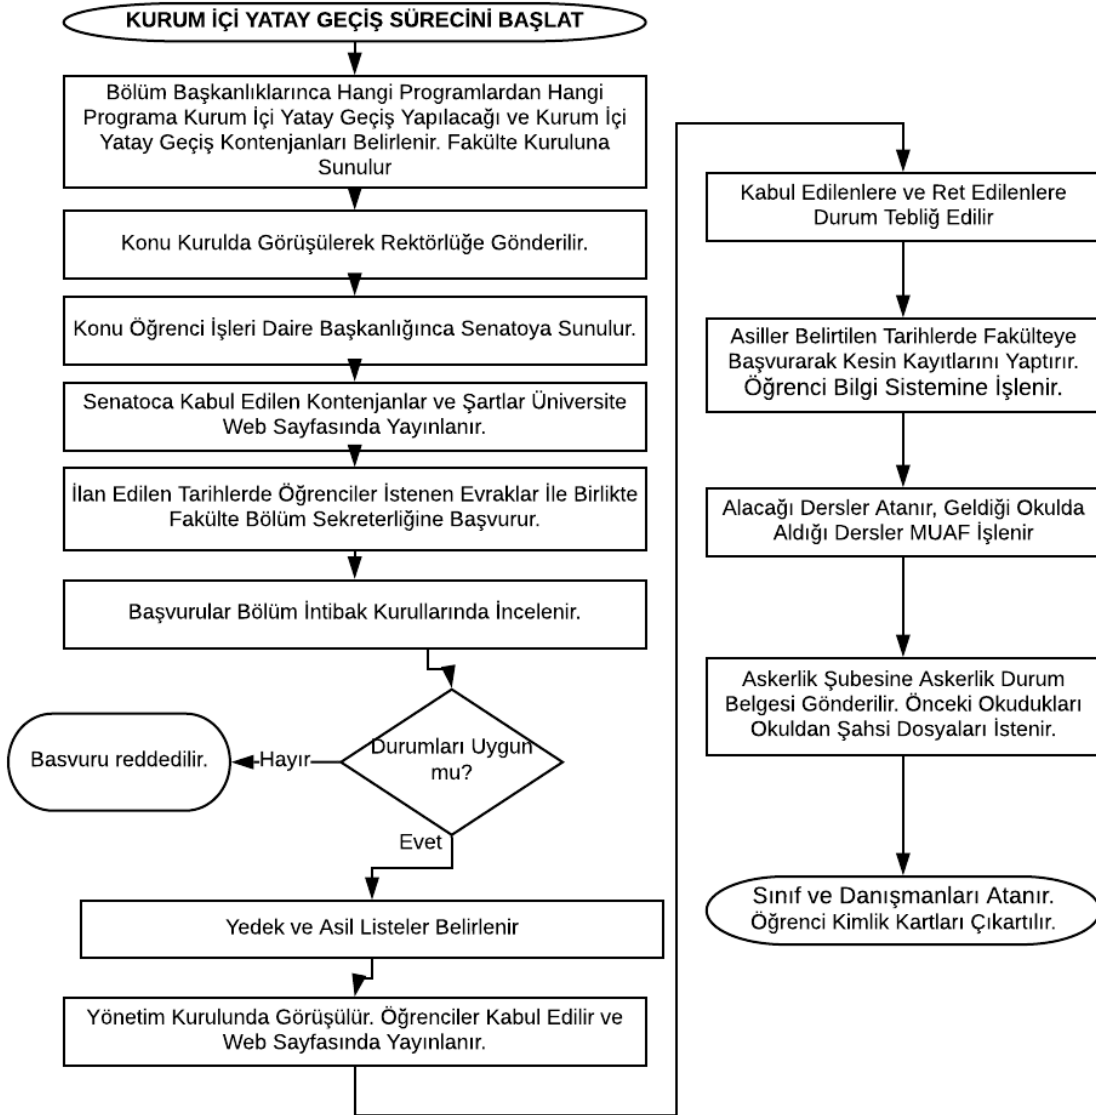 KURUM İÇİ YATAY GEÇİŞ SÜRECİNİ BAŞLAT
Bölüm Başkanlıklarınca Hangi Programlardan Hangi
Programa Kurum İçi Yatay Geçiş Yapılacağı ve Kurum İçi
Yatay Geçiş Kontenjanları Belirlenir. Fakülte Kuruluna
Sunulur
Konu Kurulda Görüşülerek Rektörlüğe Gönderilir.
Konu Öğrenci İşleri Daire Başkanlığınca Senatoya Sunulur.
Senatoca Kabul Edilen Kontenjanlar ve Şartlar Üniversite
Web Sayfasında Yayınlanır.
İlan Edilen Tarihlerde Öğrenciler İstenen Evraklar İle Birlikte
Fakülte Bölüm Sekreterliğine Başvurur.
Başvurular Bölüm İntibak Kurullarında İncelenir.
Durumları Uygun
mu?
Hayır
Basvuru reddedilir.
Evet
Yedek ve Asil Listeler Belirlenir
Yönetim Kurulunda Görüşülür. Öğrenciler Kabul Edilir ve
Web Sayfasında Yayınlanır.
Kabul Edilenlere ve Ret Edilenlere
Durum Tebliğ Edilir
Asiller Belirtilen Tarihlerde Fakülteye
Başvurarak Kesin Kayıtlarını Yaptırır.
Öğrenci Bilgi Sistemine İşlenir.
Alacağı Dersler Atanır, Geldiği Okulda
Aldığı Dersler MUAF İşlenir
Askerlik Şubesine Askerlik Durum
Belgesi Gönderilir. Önceki Okudukları
Okuldan Şahsi Dosyaları İstenir.
Sınıf ve Danışmanları Atanır.
Öğrenci Kimlik Kartları Çıkartılır.